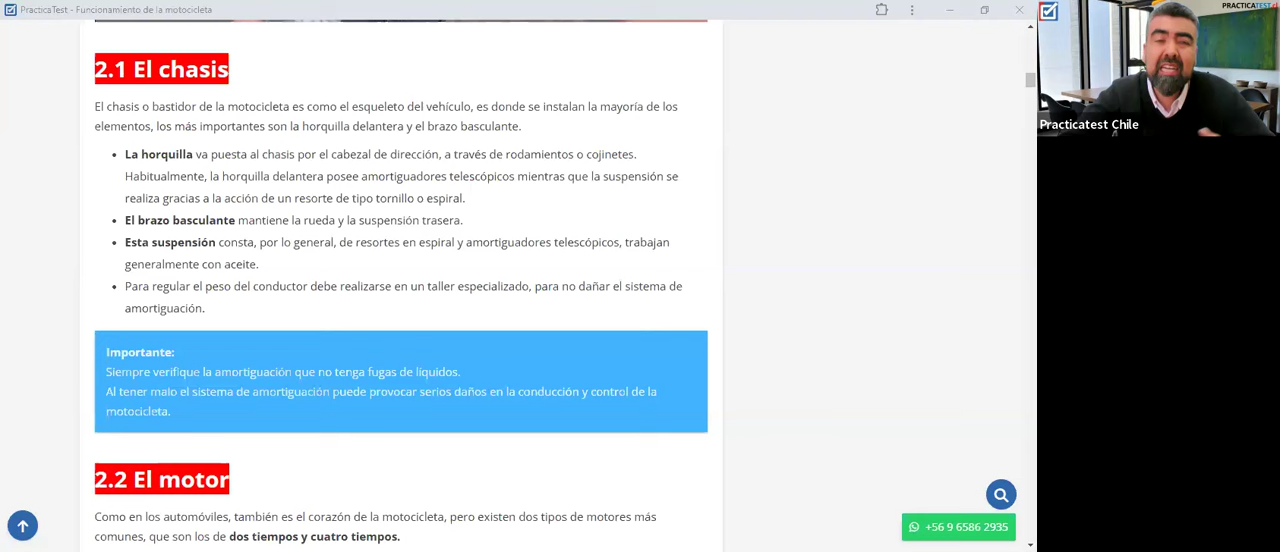 PracticaTest - Funcionamiento de la motocicleta
PRACTICATEST.cl
2.1 El chasis
El chasis o bastidor de la motocicleta es como el esqueleto del vehículo, es donde se instalan la mayoría de los
elementos, los más importantes son la horquilla delantera y el brazo basculante.
• La horquilla va puesta al chasis por el cabezal de dirección, a través de rodamientos o cojinetes.
Habitualmente, la horquilla delantera posee amortiguadores telescópicos mientras que la suspensión se
realiza gracias a la acción de un resorte de tipo tornillo o espiral.
• El brazo basculante mantiene la rueda y la suspensión trasera.
• Esta suspensión consta, por lo general, de resortes en espiral y amortiguadores telescópicos, trabajan
generalmente con aceite.
• Para regular el peso del conductor debe realizarse en un taller especializado, para no dañar el sistema de
amortiguación.
Importante:
Siempre verifique la amortiguación que no tenga fugas de líquidos.
Al tener malo el sistema de amortiguación puede provocar serios daños en la conducción y control de la
motocicleta.
2.2 El motor
Como en los automóviles, también es el corazón de la motocicleta, pero existen dos tipos de motores más
comunes, que son los de dos tiempos y cuatro tiempos.
+56 9 6586 2935
Practicatest Chile